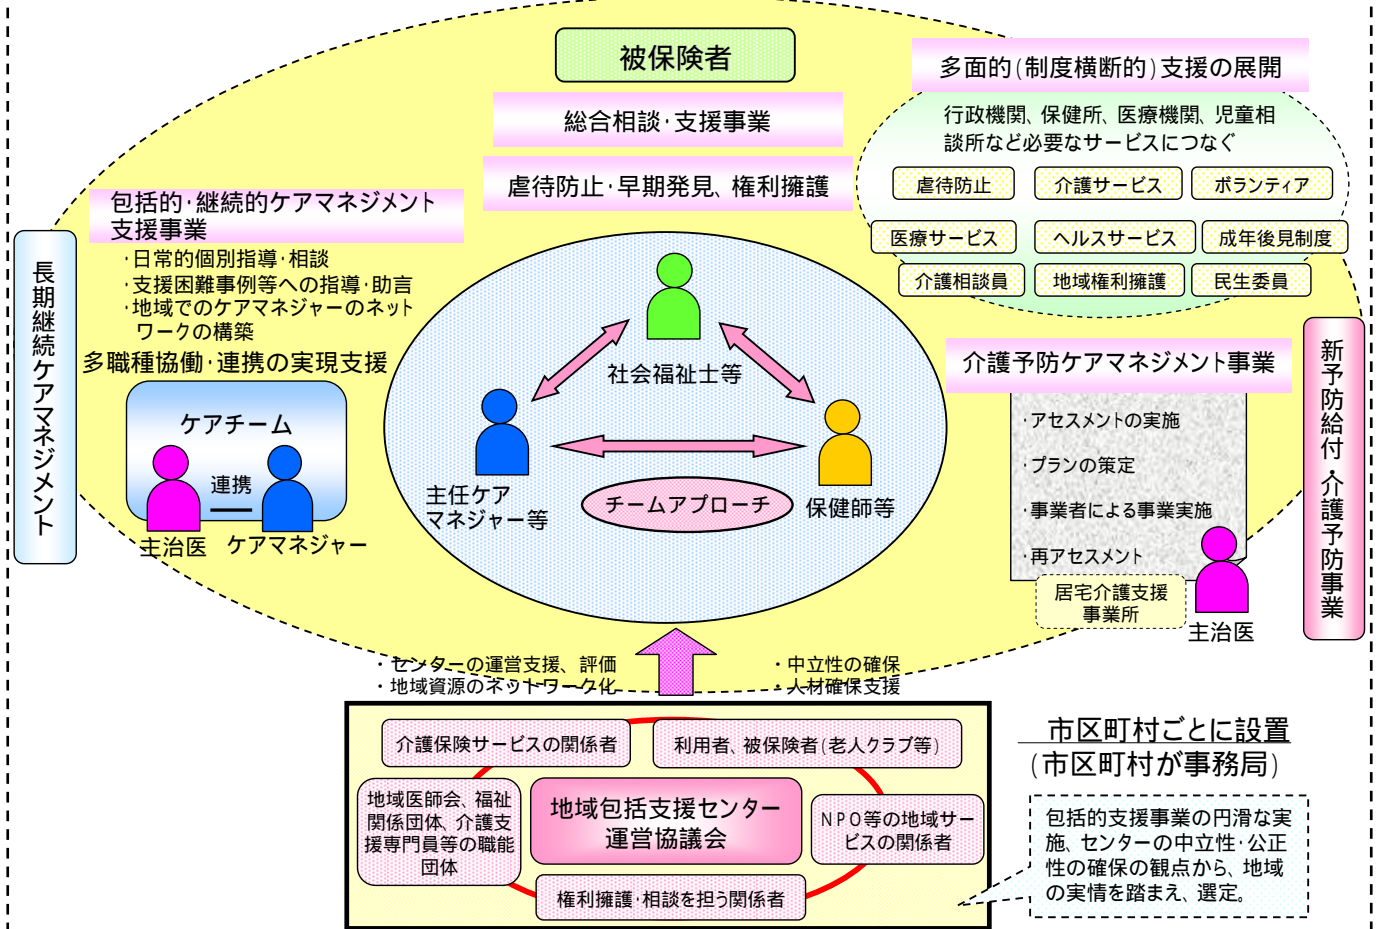 被保険者
総合相談・支援事業
虐待防止・早期発見、権利擁護
多面的(制度横断的)支援の展開
行政機関、保健所、医療機関、児童相
談所など必要なサービスにつなぐ
虐待防止
介護サービス
ボランティア
医療サービス
ヘルスサービス
成年後見制度
介護相談員
地域権利擁護
民生委員
包括的・継続的ケアマネジメント
支援事業
・日常的個別指導・相談
・支援困難事例等への指導・助言
・地域でのケアマネジャーのネット
ワークの構築
多職種協働・連携の実現支援
ケアチーム
連携
主治医
ケアマネジャー
長期継続ケアマネジメント
社会福祉士等
主任ケア
マネジャー等
チームアプローチ
保健師等
介護予防ケアマネジメント事業
・アセスメントの実施
・プランの策定
・事業者による事業実施
・再アセスメント
居宅介護支援
事業所
主治医
新予防給付・介護予防事業
・センターの運営支援、評価
・地域資源のネットワーク化
・中立性の確保
・人材確保支援
介護保険サービスの関係者
利用者、被保険者(老人クラブ等)
地域医師会、福祉
関係団体、介護支
援専門員等の職能
団体
地域包括支援センター
運営協議会
NPO等の地域サー
ビスの関係者
権利擁護・相談を担う関係者
市区町村ごとに設置
(市区町村が事務局)
包括的支援事業の円滑な実
施、センターの中立性・公正
性の確保の観点から、地域
の実情を踏まえ、選定。